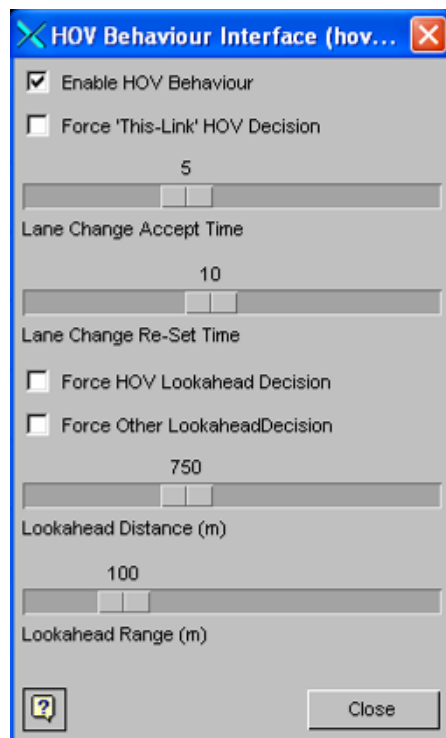 HOV Behaviour Interface (hov...
Enable HOV Behaviour
Force 'This-Link' HOV Decision
5
Lane Change Accept Time
10
Lane Change Re-Set Time
Force HOV Lookahead Decision
Force Other LookaheadDecision
750
Lookahead Distance (m)
100
Lookahead Range (m)
?
Close